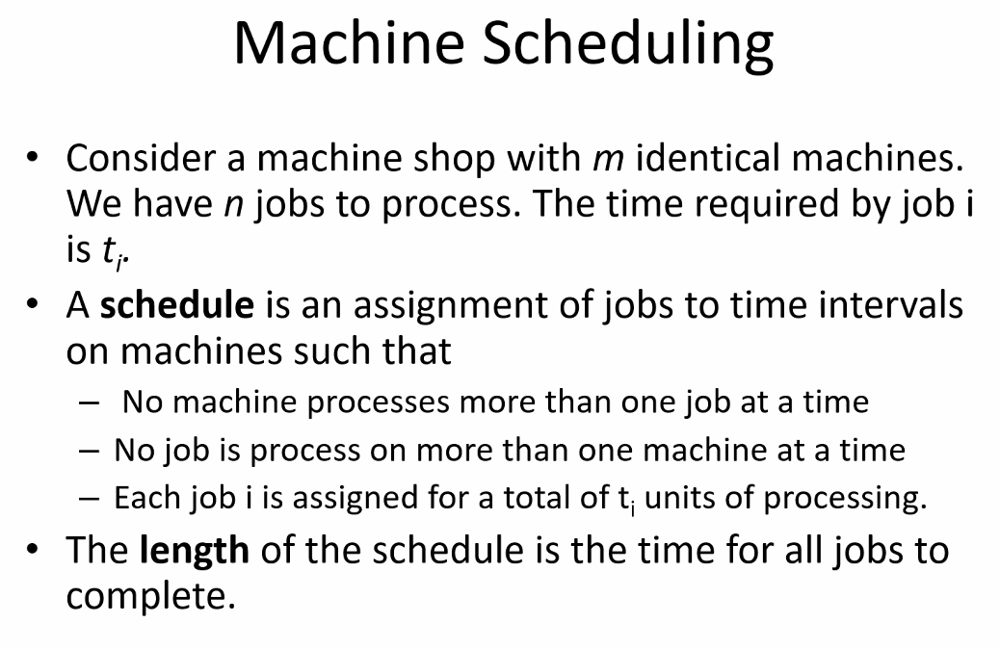 Machine Scheduling
• Consider a machine shop with m identical machines.
We have n jobs to process. The time required by job i
is tᵢ.
• A schedule is an assignment of jobs to time intervals
on machines such that
– No machine processes more than one job at a time
– No job is process on more than one machine at a time
– Each job i is assigned for a total of tᵢ units of processing.
• The length of the schedule is the time for all jobs to
complete.